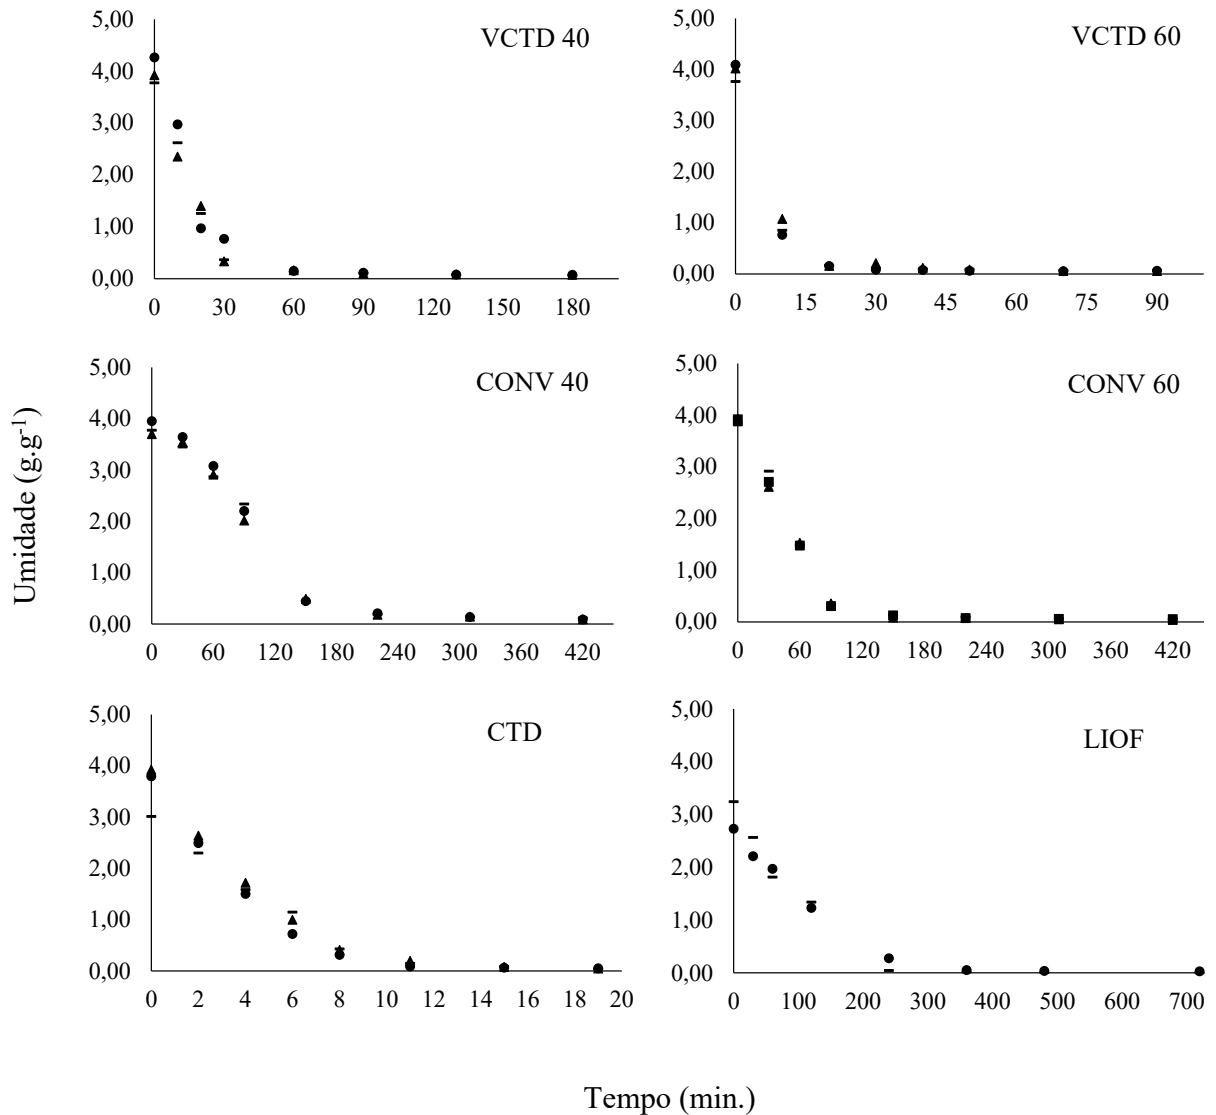 VCTD 40
5,00
4,00
3,00
2,00
1,00
0,00
0 30 60 90 120 150 180
VCTD 60
5,00
4,00
3,00
2,00
1,00
0,00
0 15 30 45 60 75 90
CONV 40
5,00
4,00
3,00
2,00
1,00
0,00
0 60 120 180 240 300 360 420
CONV 60
5,00
4,00
3,00
2,00
1,00
0,00
0 60 120 180 240 300 360 420
CTD
5,00
4,00
3,00
2,00
1,00
0,00
0 2 4 6 8 10 12 14 16 18 20
LIOF
5,00
4,00
3,00
2,00
1,00
0,00
0 100 200 300 400 500 600 700
Umidade (g.g⁻¹)
Tempo (min.)